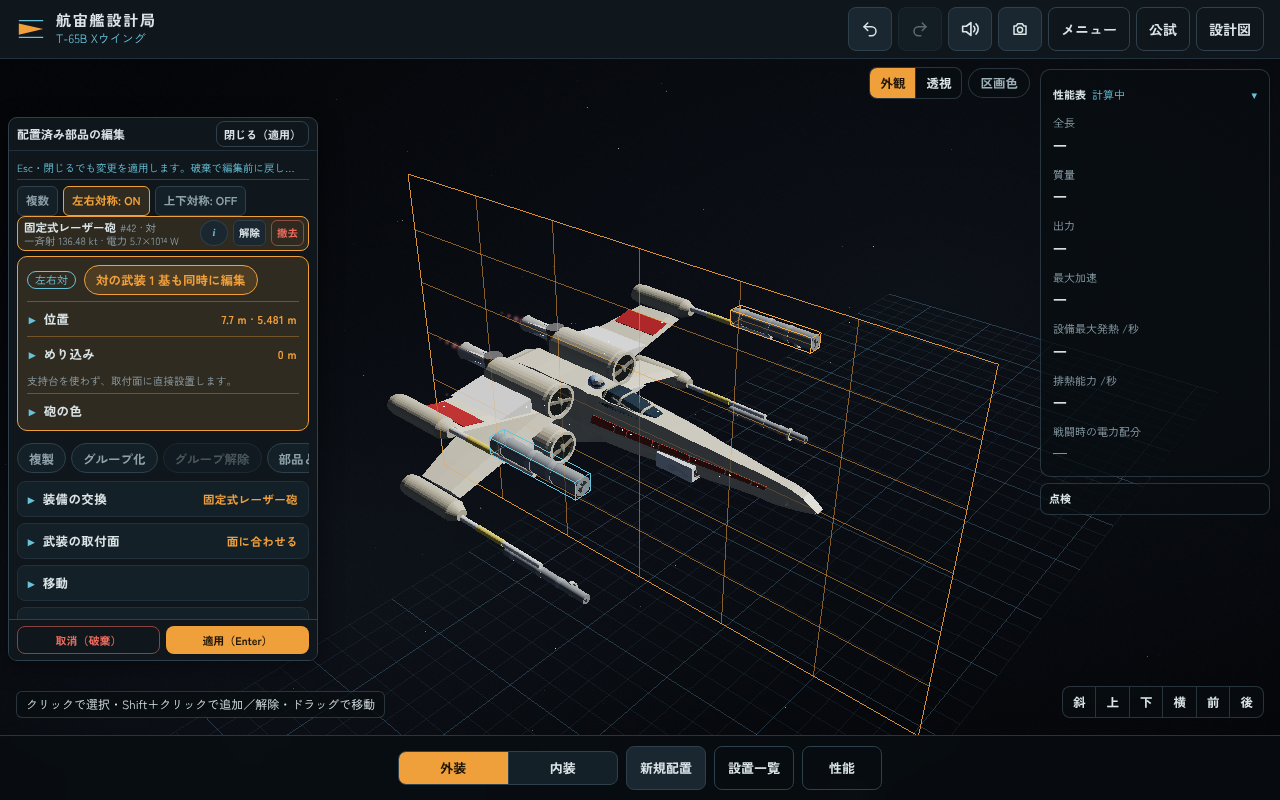 航宙艦設計局
T-65B Xウイング
メニュー
公試
設計図
外観
透視
区画色
配置済み部品の編集
閉じる（適用）
Esc・閉じるでも変更を適用します。破棄で編集前に戻し…
複数
左右対称: ON
上下対称: OFF
固定式レーザー砲 #42・対
一斉射 136.48 kt・電力 5.7×10¹⁴ W
i
解除
撤去
左右対
対の武装 1 基も同時に編集
▶ 位置
7.7 m・5.481 m
▶ めり込み
0 m
支持台を使わず、取付面に直接設置します。
▶ 砲の色
複製
グループ化
グループ解除
部品と
▶ 装備の交換
固定式レーザー砲
▶ 武装の取付面
面に合わせる
▶ 移動
取消（破棄）
適用（Enter）
クリックで選択・Shift＋クリックで追加／解除・ドラッグで移動
性能表 計算中 ▼
全長
—
質量
—
出力
—
最大加速
—
設備最大発熱 /秒
—
排熱能力 /秒
—
戦闘時の電力配分
—
点検
斜
上
下
横
前
後
外装
内装
新規配置
設置一覧
性能